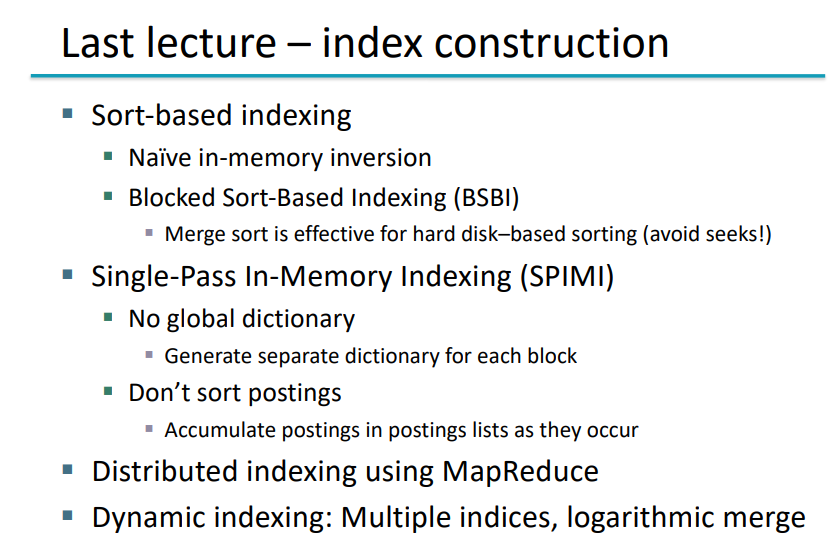 Last lecture – index construction
Sort-based indexing
Naïve in-memory inversion
Blocked Sort-Based Indexing (BSBI)
Merge sort is effective for hard disk–based sorting (avoid seeks!)
Single-Pass In-Memory Indexing (SPIMI)
No global dictionary
Generate separate dictionary for each block
Don’t sort postings
Accumulate postings in postings lists as they occur
Distributed indexing using MapReduce
Dynamic indexing: Multiple indices, logarithmic merge